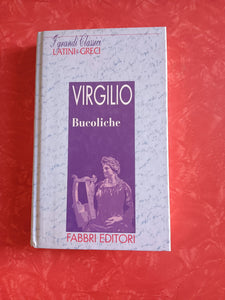 I grandi Classici
LATINI e GRECI
VIRGILIO
Bucoliche
FABBRI EDITORI